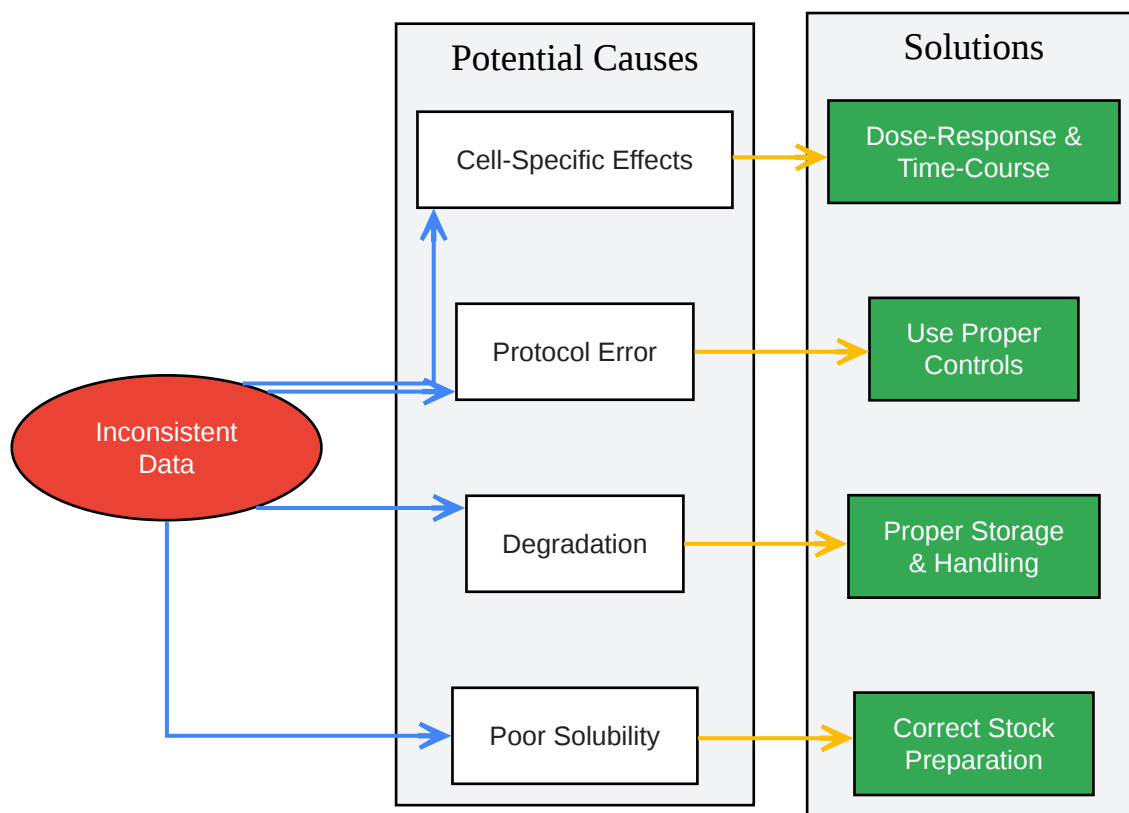 Potential Causes
Solutions
Cell-Specific Effects
Dose-Response &
Time-Course
Protocol Error
Use Proper
Controls
Inconsistent
Data
Degradation
Proper Storage
& Handling
Poor Solubility
Correct Stock
Preparation